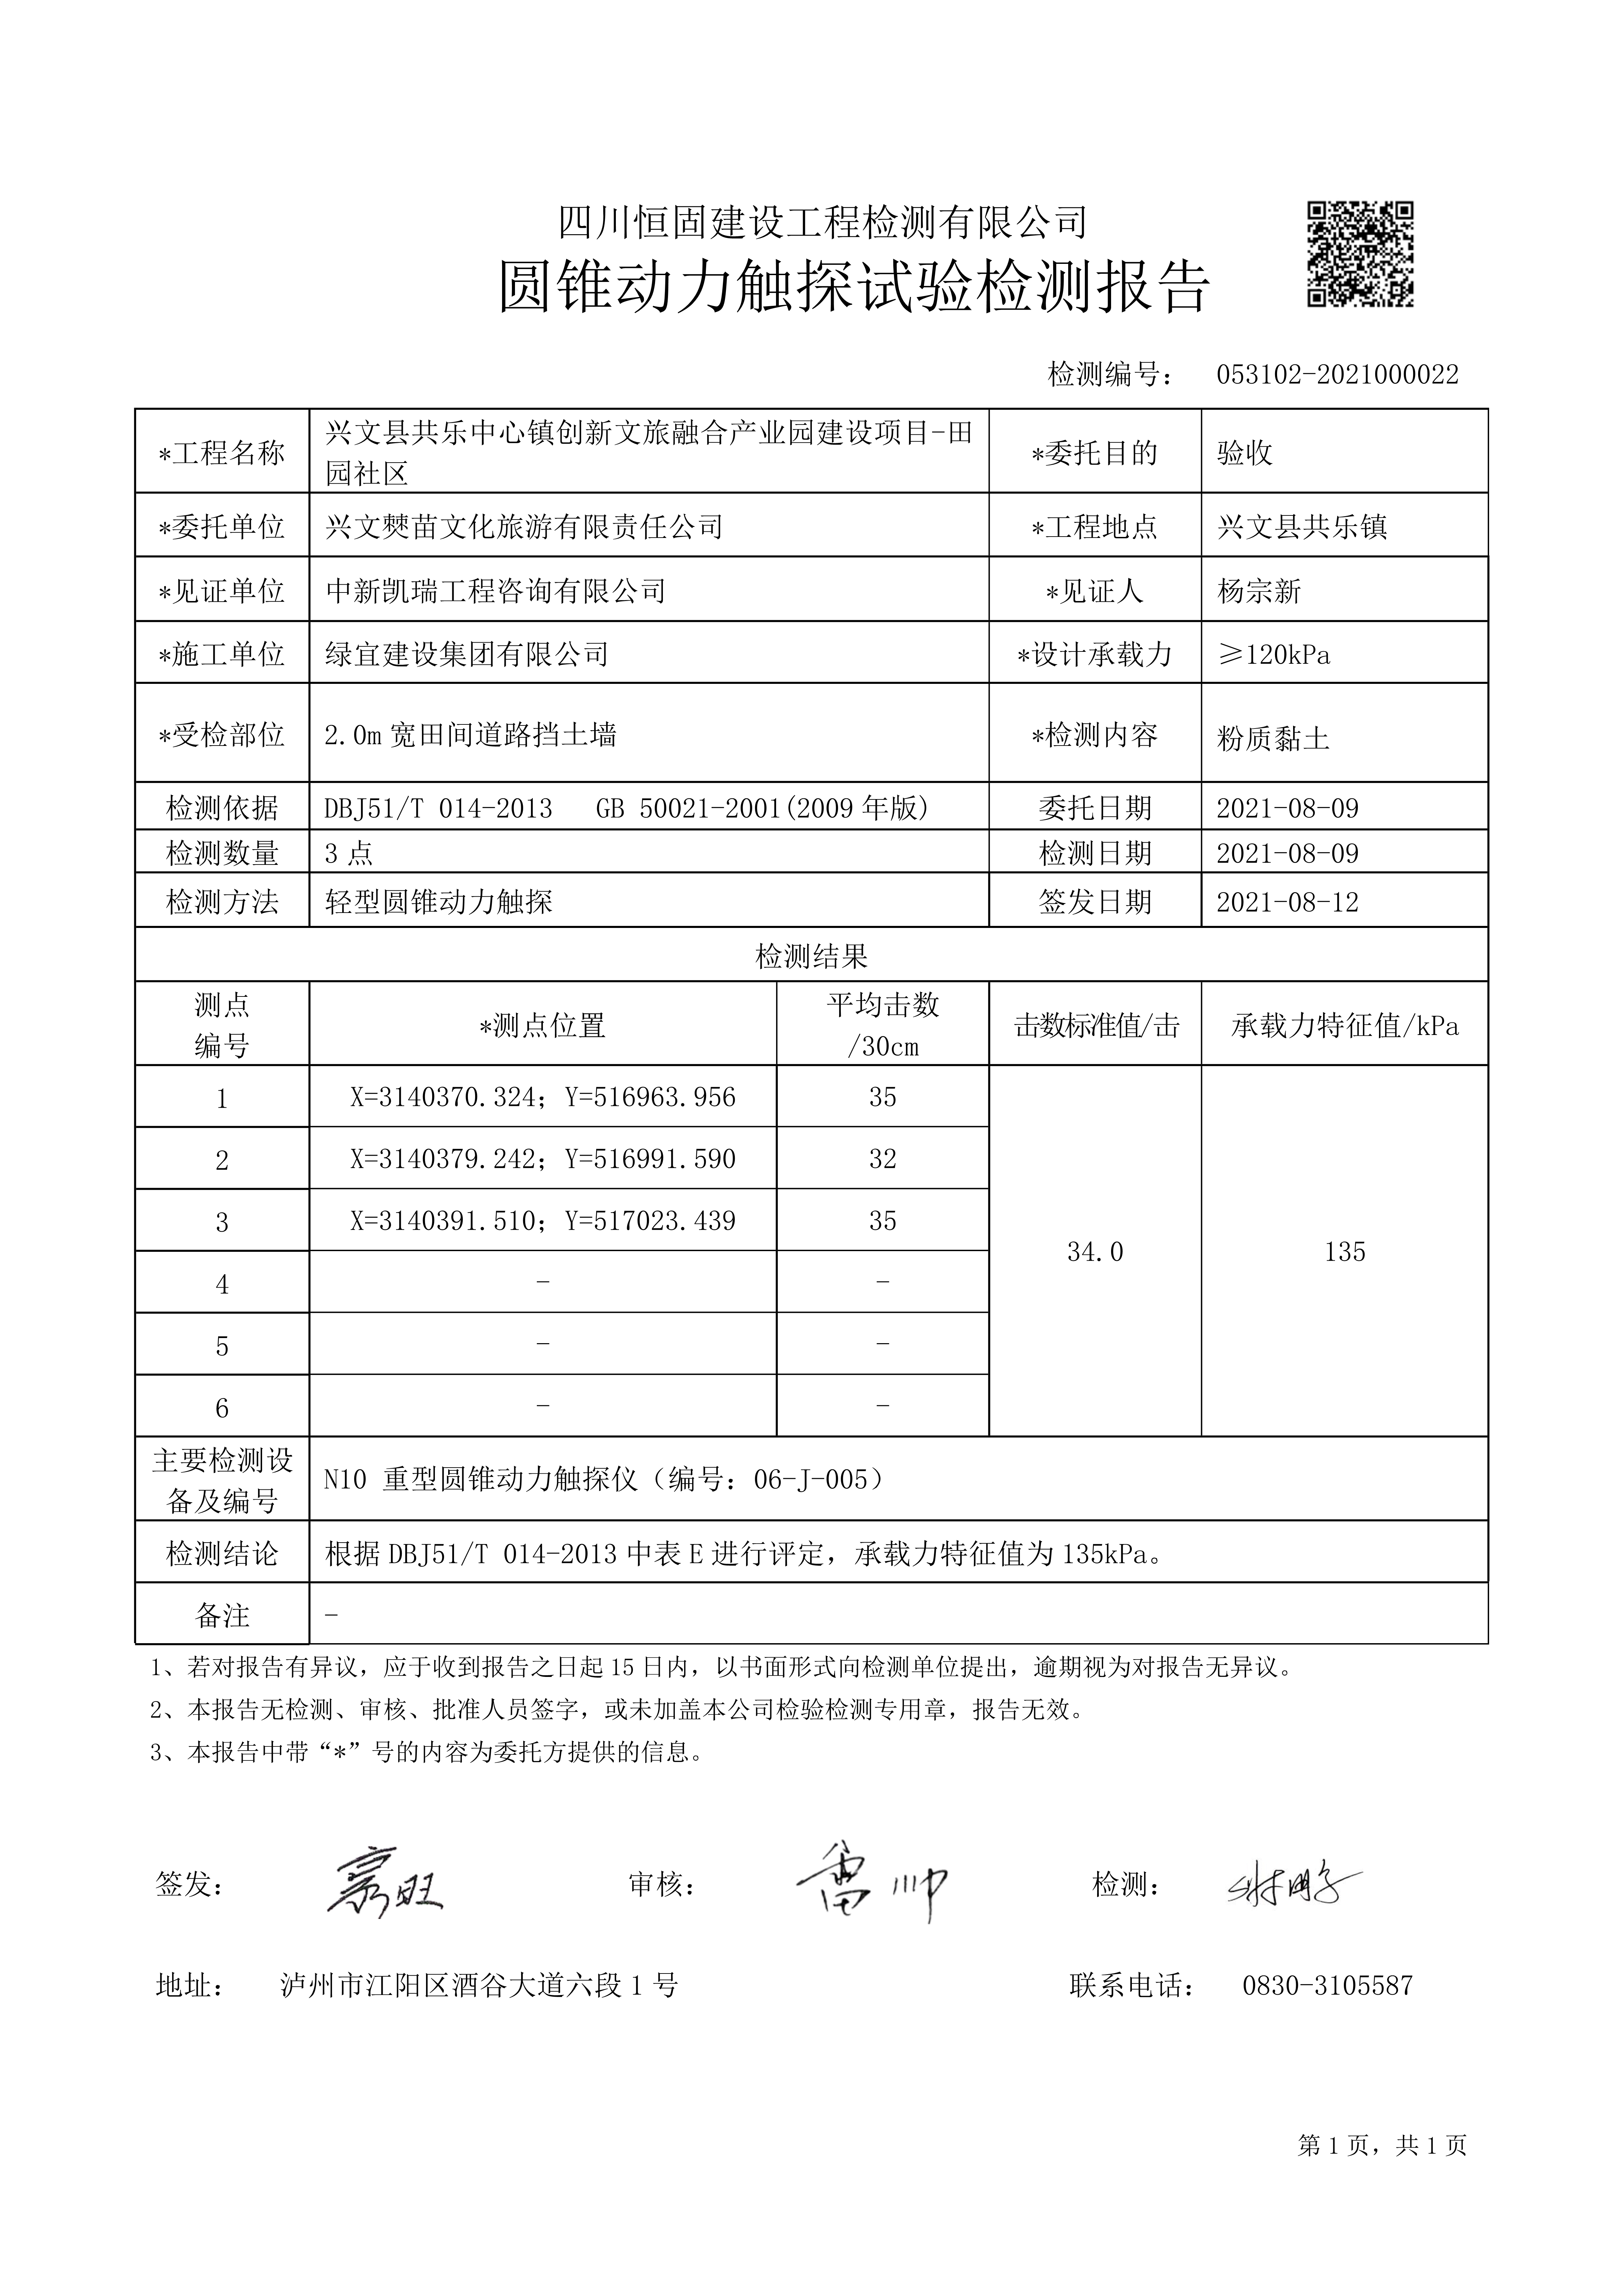 四川恒固建设工程检测有限公司
圆锥动力触探试验检测报告
检测编号： 053102-2021000022
*工程名称 兴文县共乐中心镇创新文旅融合产业园建设项目-田
园社区 *委托目的 验收
*委托单位 兴文僰苗文化旅游有限责任公司 *工程地点 兴文县共乐镇
*见证单位 中新凯瑞工程咨询有限公司 *见证人 杨宗新
*施工单位 绿宜建设集团有限公司 *设计承载力 ≥120kPa
*受检部位 2.0m 宽田间道路挡土墙 *检测内容 粉质黏土
检测依据 DBJ51/T 014-2013 GB 50021-2001(2009 年版) 委托日期 2021-08-09
检测数量 3 点 检测日期 2021-08-09
检测方法 轻型圆锥动力触探 签发日期 2021-08-12
检测结果
测点
编号 *测点位置 平均击数
/30cm 击数标准值/击 承载力特征值/kPa
1 X=3140370.324；Y=516963.956 35
2 X=3140379.242；Y=516991.590 32
3 X=3140391.510；Y=517023.439 35
34.0 135
4 - -
5 - -
6 - -
主要检测设
备及编号 N10 重型圆锥动力触探仪（编号：06-J-005）
检测结论 根据 DBJ51/T 014-2013 中表 E 进行评定，承载力特征值为 135kPa。
备注 -
1、若对报告有异议，应于收到报告之日起 15 日内，以书面形式向检测单位提出，逾期视为对报告无异议。
2、本报告无检测、审核、批准人员签字，或未加盖本公司检验检测专用章，报告无效。
3、本报告中带“*”号的内容为委托方提供的信息。
签发： 审核： 雷帅 检测：
地址： 泸州市江阳区酒谷大道六段 1 号 联系电话： 0830-3105587
第 1 页，共 1 页